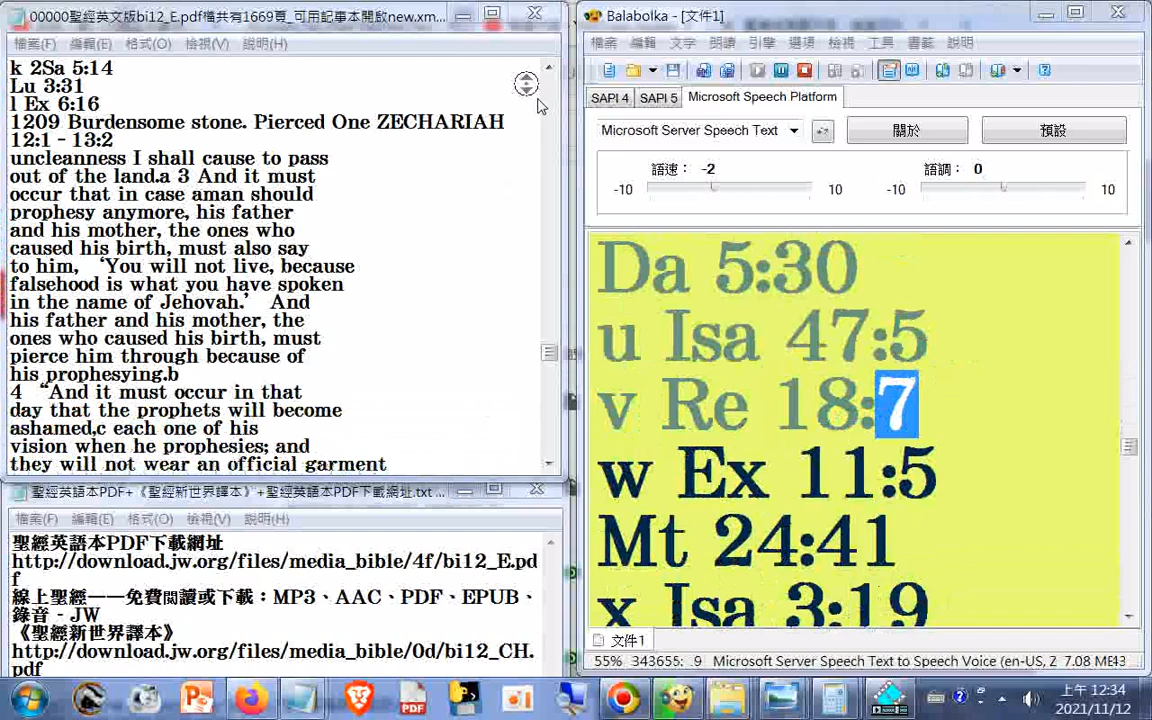 00000聖經英文版bi12_E.pdf檔共有1669頁_可用記事本開啟new.xm...
檔案(F) 編輯(E) 格式(O) 檢視(V) 說明(H)
k 2Sa 5:14
Lu 3:31
l Ex 6:16
1209 Burdensome stone. Pierced One ZECHARIAH
12:1 - 13:2
uncleanness I shall cause to pass
out of the land.a 3 And it must
occur that in case aman should
prophesy anymore, his father
and his mother, the ones who
caused his birth, must also say
to him, ‘You will not live, because
falsehood is what you have spoken
in the name of Jehovah.’ And
his father and his mother, the
ones who caused his birth, must
pierce him through because of
his prophesying.b
4 “And it must occur in that
day that the prophets will become
ashamed,c each one of his
vision when he prophesies; and
they will not wear an official garment
聖經英語本PDF+《聖經新世界譯本》+聖經英語本PDF下載網址.txt ...
檔案(F) 編輯(E) 格式(O) 檢視(V) 說明(H)
聖經英語本PDF下載網址
http://download.jw.org/files/media_bible/4f/bi12_E.pd
f
線上聖經——免費閱讀或下載：MP3、AAC、PDF、EPUB、
錄音 - JW
《聖經新世界譯本》
http://download.jw.org/files/media_bible/0d/bi12_CH.
pdf
Balabolka - [文件1]
檔案 編輯 文字 朗讀 引擎 選項 檢視 工具 書籤 說明
SAPI 4 SAPI 5 Microsoft Speech Platform
Microsoft Server Speech Text 關於 預設
語速： -2 語調： 0
-10 10 -10 10
Da 5:30
u Isa 47:5
v Re 18:7
w Ex 11:5
Mt 24:41
x Isa 3:19
文件1
55% 343655: .9 Microsoft Server Speech Text to Speech Voice (en-US, Z 7.08 ME43
上午 12:34
2021/11/12